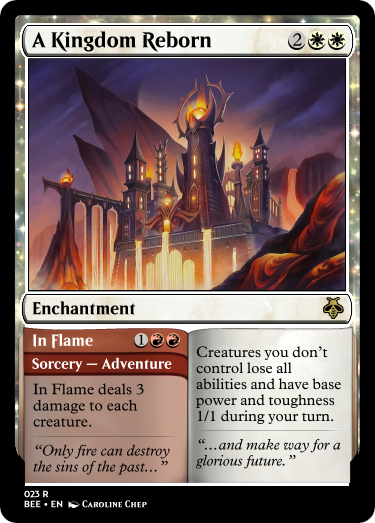 A Kingdom Reborn 2
Enchantment
In Flame 1
Sorcery — Adventure
In Flame deals 3
damage to each
creature.
“Only fire can destroy
the sins of the past…”
Creatures you don’t
control lose all
abilities and have base
power and toughness
1/1 during your turn.
“…and make way for a
glorious future.”
023 R
BEE • EN Caroline Chep